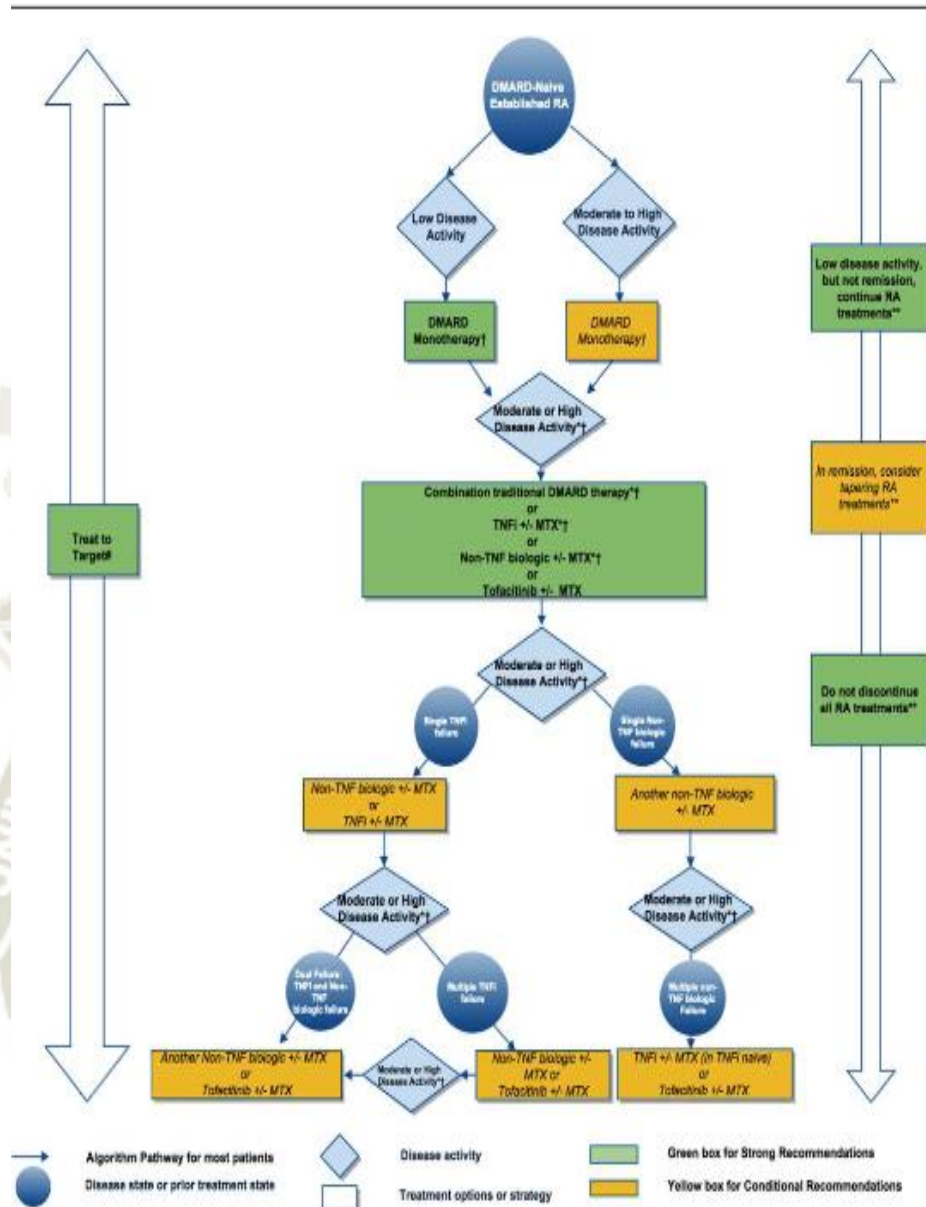 DMARD-Naive
Established RA
Low Disease
Activity
Moderate to High
Disease Activity
DMARD
Monotherapy†
DMARD
Monotherapy†
Moderate or High
Disease Activity*†
Combination traditional DMARD therapy*†
or
TNFi +/- MTX*†
or
Non-TNF biologic +/- MTX*†
or
Tofacitinib +/- MTX
Moderate or High
Disease Activity*†
Single TNFi
failure
Single Non-
TNF biologic
failure
Non-TNF biologic +/- MTX
or
TNFi +/- MTX
Another non-TNF biologic
+/- MTX
Moderate or High
Disease Activity*†
Moderate or High
Disease Activity*†
Dual Failure:
TNFi and Non-
TNF
biologic failure
Multiple TNFi
failure
Multiple non-
TNF biologic
Failure
Another Non-TNF biologic +/- MTX
or
Tofacitinib +/- MTX
Moderate or High
Disease Activity*†
Non-TNF biologic +/-
MTX or
Tofacitinib +/- MTX
TNFi +/- MTX (in TNFi naive)
or
Tofacitinib +/- MTX
Treat to
Target#
Low disease activity,
but not remission,
continue RA
treatments**
In remission, consider
tapering RA
treatments**
Do not discontinue
all RA treatments**
Algorithm Pathway for most patients
Disease state or prior treatment state
Disease activity
Treatment options or strategy
Green box for Strong Recommendations
Yellow box for Conditional Recommendations